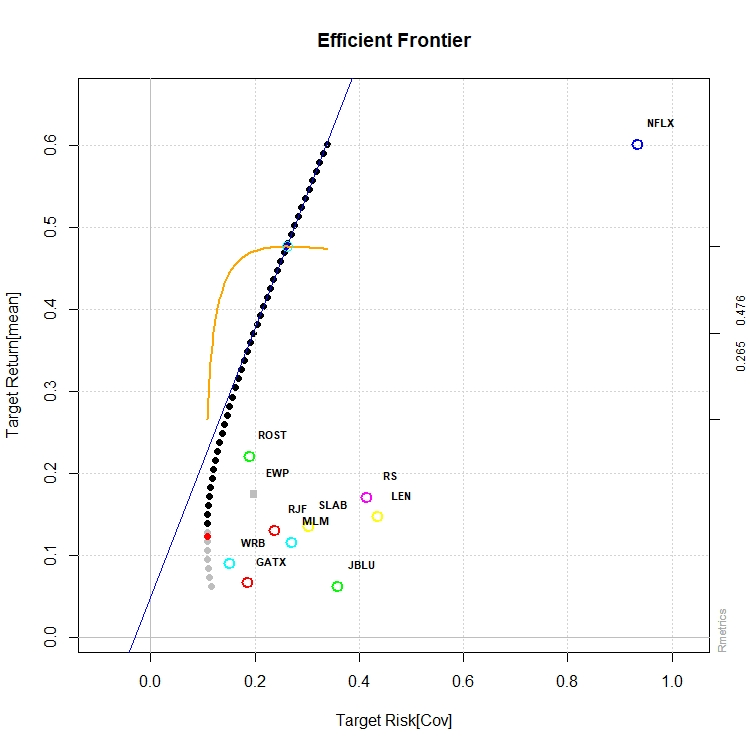 Efficient Frontier
Target Return[mean]
0.0 0.1 0.2 0.3 0.4 0.5 0.6
NFLX
ROST
EWP
RS
LEN
SLAB
RJF
MLM
WRB
GATX
JBLU
0.265 0.476
Rmetrics
0.0 0.2 0.4 0.6 0.8 1.0
Target Risk[Cov]